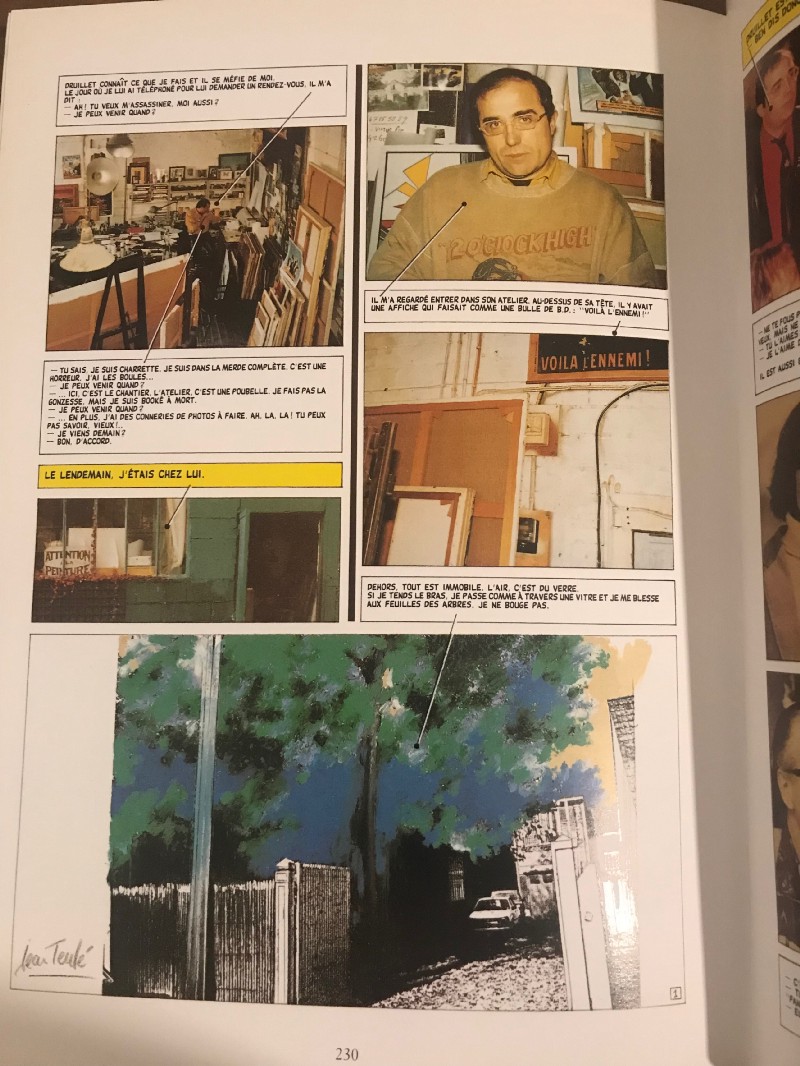 DRUILLET CONNAÎT CE QUE JE FAIS ET IL SE MÉFIE DE MOI.
LE JOUR OÙ JE LUI AI TÉLÉPHONÉ POUR LUI DEMANDER UN RENDEZ-VOUS, IL M'A
DIT :
— AH ! TU VEUX M'ASSASSINER, MOI AUSSI ?
— JE PEUX VENIR QUAND ?
— TU SAIS, JE SUIS CHARRETTE. JE SUIS DANS LA MERDE COMPLÈTE. C'EST UNE
HORREUR. J'AI LES BOULES...
— JE PEUX VENIR QUAND ?
— ... ICI, C'EST LE CHANTIER. L'ATELIER, C'EST UNE POUBELLE. JE FAIS PAS LA
GONZESSE, MAIS JE SUIS BOOKÉ À MORT.
— JE PEUX VENIR QUAND ?
— ... EN PLUS, J'AI DES CONNERIES DE PHOTOS À FAIRE. AH, LA, LA ! TU PEUX
PAS SAVOIR, VIEUX !..
— JE VIENS DEMAIN ?
— BON, D'ACCORD.
LE LENDEMAIN, J'ÉTAIS CHEZ LUI.
ATTENTION
PEINTURE
12 O'CLOCK HIGH
IL M'A REGARDÉ ENTRER DANS SON ATELIER. AU-DESSUS DE SA TÊTE, IL Y AVAIT
UNE AFFICHE QUI FAISAIT COMME UNE BULLE DE B.D. : "VOILÀ L'ENNEMI !"
VOILA L'ENNEMI !
DEHORS, TOUT EST IMMOBILE. L'AIR, C'EST DU VERRE.
SI JE TENDS LE BRAS, JE PASSE COMME À TRAVERS UNE VITRE ET JE ME BLESSE
AUX FEUILLES DES ARBRES. JE NE BOUGE PAS.
Jean Teulé
1
230
DRUILLET
BEN DIS DONC
— NE TE FOUS P
VEUX, MAIS NE
— TU L'AIMES
— JE L'AIME D
IL EST AUSSI